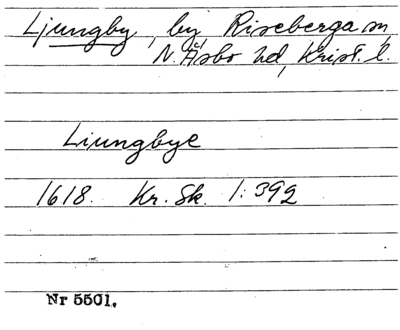 Ljungby, by, Riseberga sn,
N. Åsbo hd, Krist. l.
Liungbye
1618. Kr. Sk. 1:392
Nr 5501.